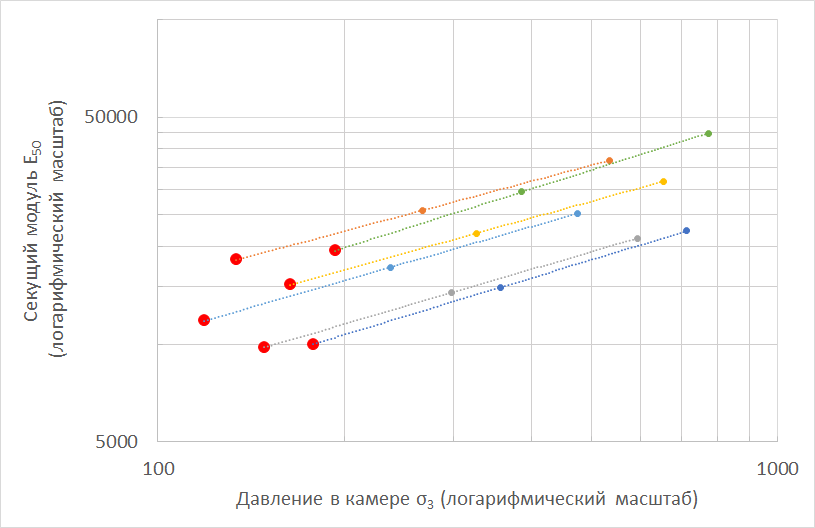 50000
5000
Секущий модуль E50
(логарифмический масштаб)
100
1000
Давление в камере σ3 (логарифмический масштаб)